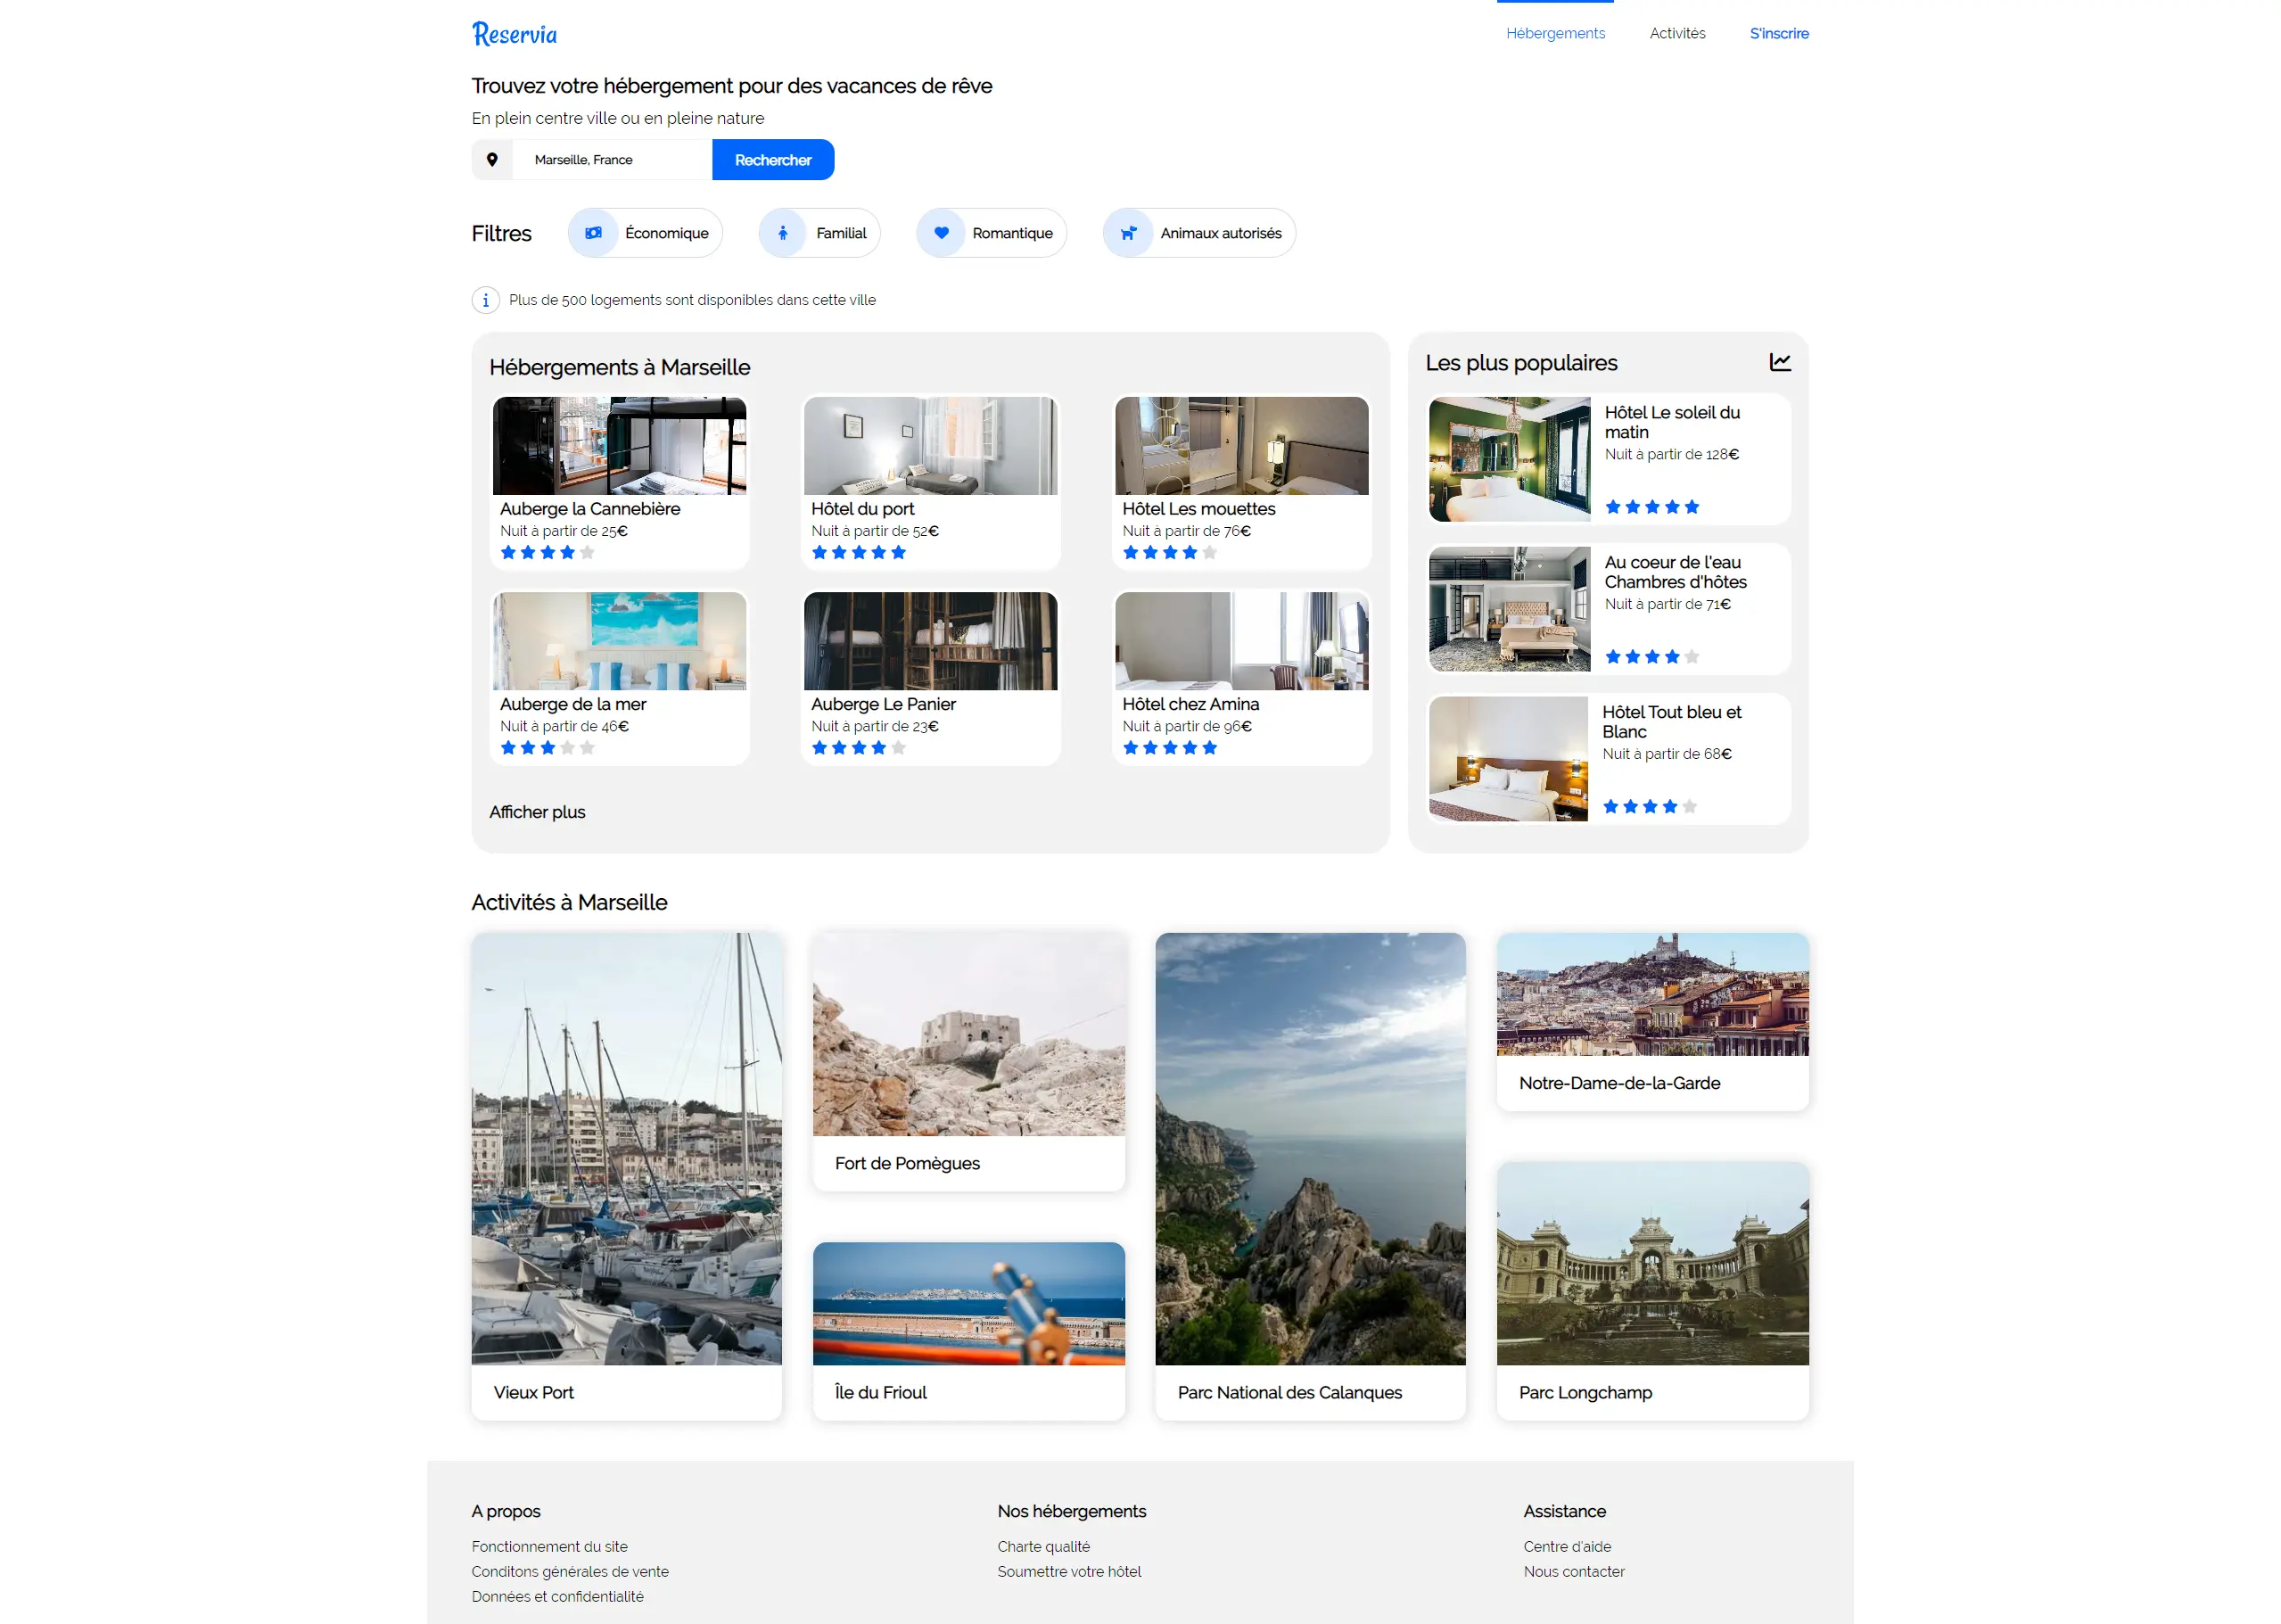 Reservia
Hébergements
Activités
S'inscrire
Trouvez votre hébergement pour des vacances de rêve
En plein centre ville ou en pleine nature
Marseille, France
Rechercher
Filtres
Économique
Familial
Romantique
Animaux autorisés
Plus de 500 logements sont disponibles dans cette ville
Hébergements à Marseille
Auberge la Cannebière
Nuit à partir de 25€
Hôtel du port
Nuit à partir de 52€
Hôtel Les mouettes
Nuit à partir de 76€
Auberge de la mer
Nuit à partir de 46€
Auberge Le Panier
Nuit à partir de 23€
Hôtel chez Amina
Nuit à partir de 96€
Afficher plus
Les plus populaires
Hôtel Le soleil du
matin
Nuit à partir de 128€
Au coeur de l'eau
Chambres d'hôtes
Nuit à partir de 71€
Hôtel Tout bleu et
Blanc
Nuit à partir de 68€
Activités à Marseille
Vieux Port
Fort de Pomègues
Île du Frioul
Parc National des Calanques
Notre-Dame-de-la-Garde
Parc Longchamp
A propos
Fonctionnement du site
Conditons générales de vente
Données et confidentialité
Nos hébergements
Charte qualité
Soumettre votre hôtel
Assistance
Centre d'aide
Nous contacter